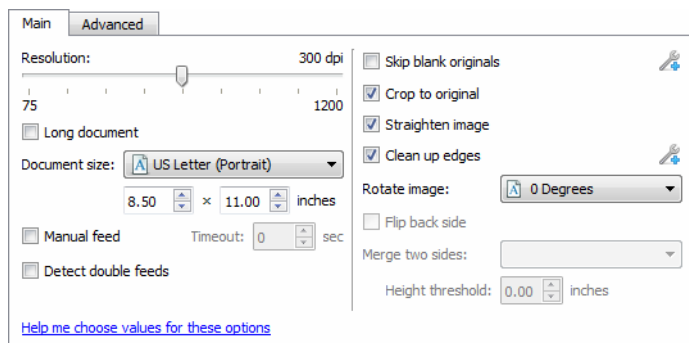 Main Advanced
Resolution: 300 dpi
75 1200
Long document
Document size: US Letter (Portrait)
8.50 × 11.00 inches
Manual feed Timeout: 0 sec
Detect double feeds
Help me choose values for these options
Skip blank originals
Crop to original
Straighten image
Clean up edges
Rotate image: 0 Degrees
Flip back side
Merge two sides:
Height threshold: 0.00 inches